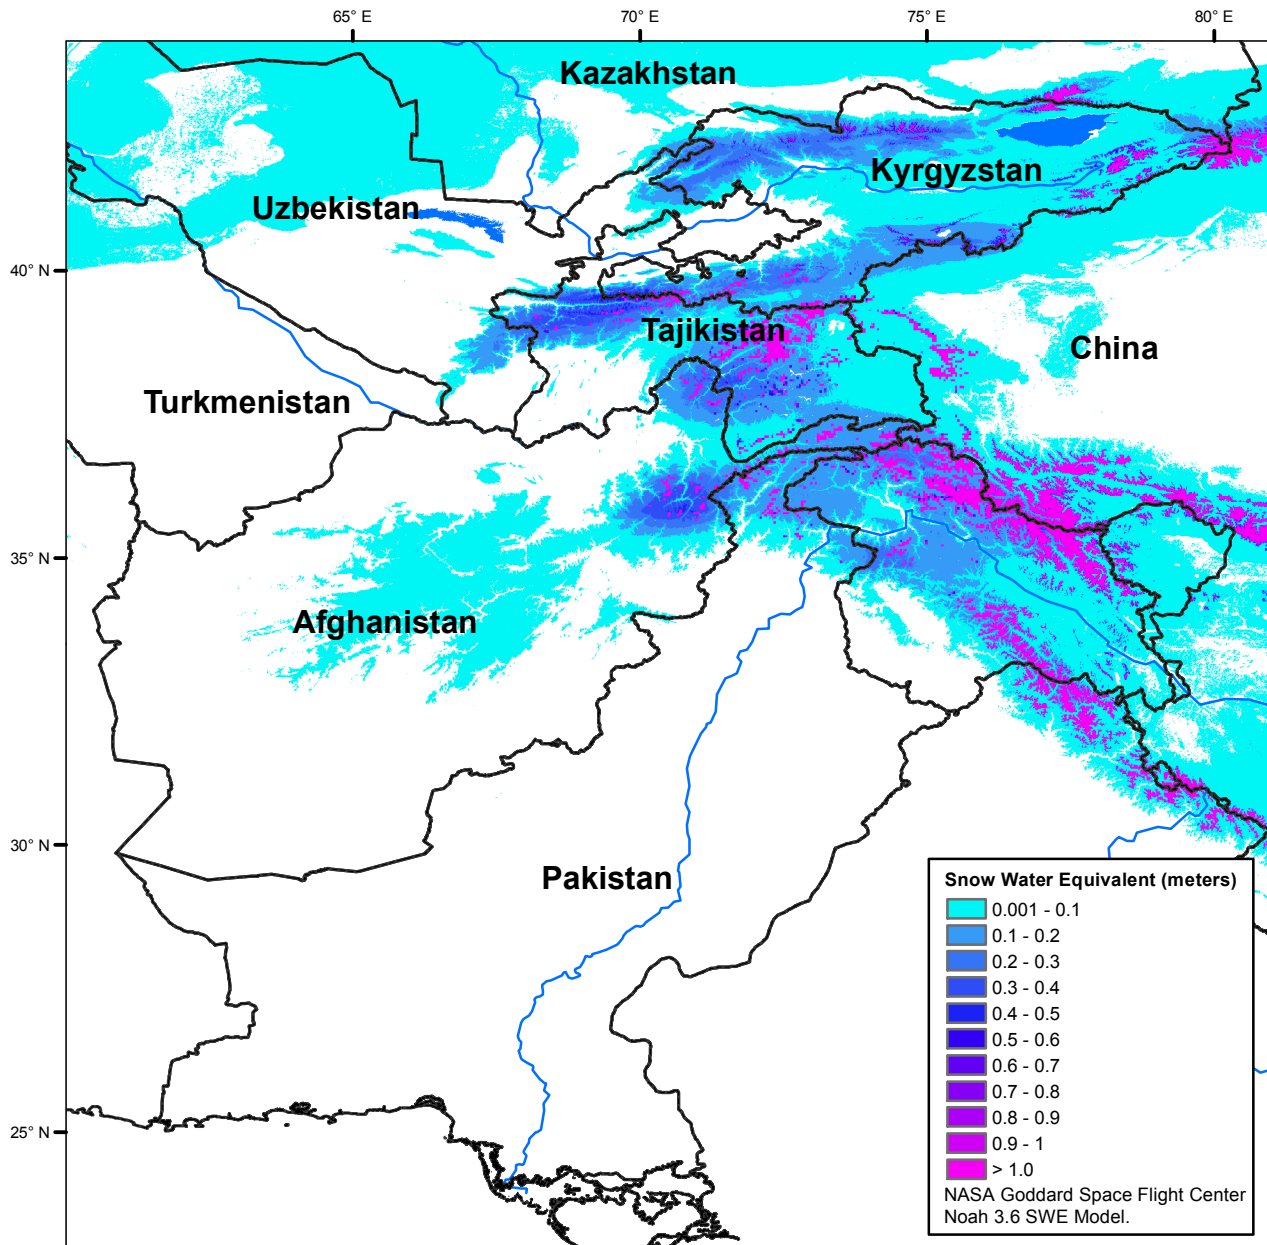 65° E
70° E
75° E
80° E
Kazakhstan
Kyrgyzstan
Uzbekistan
40° N
Tajikistan
China
Turkmenistan
35° N
Afghanistan
30° N
Pakistan
Snow Water Equivalent (meters)
0.001 - 0.1
0.1 - 0.2
0.2 - 0.3
0.3 - 0.4
0.4 - 0.5
0.5 - 0.6
0.6 - 0.7
0.7 - 0.8
0.8 - 0.9
0.9 - 1
> 1.0
NASA Goddard Space Flight Center
Noah 3.6 SWE Model.
25° N